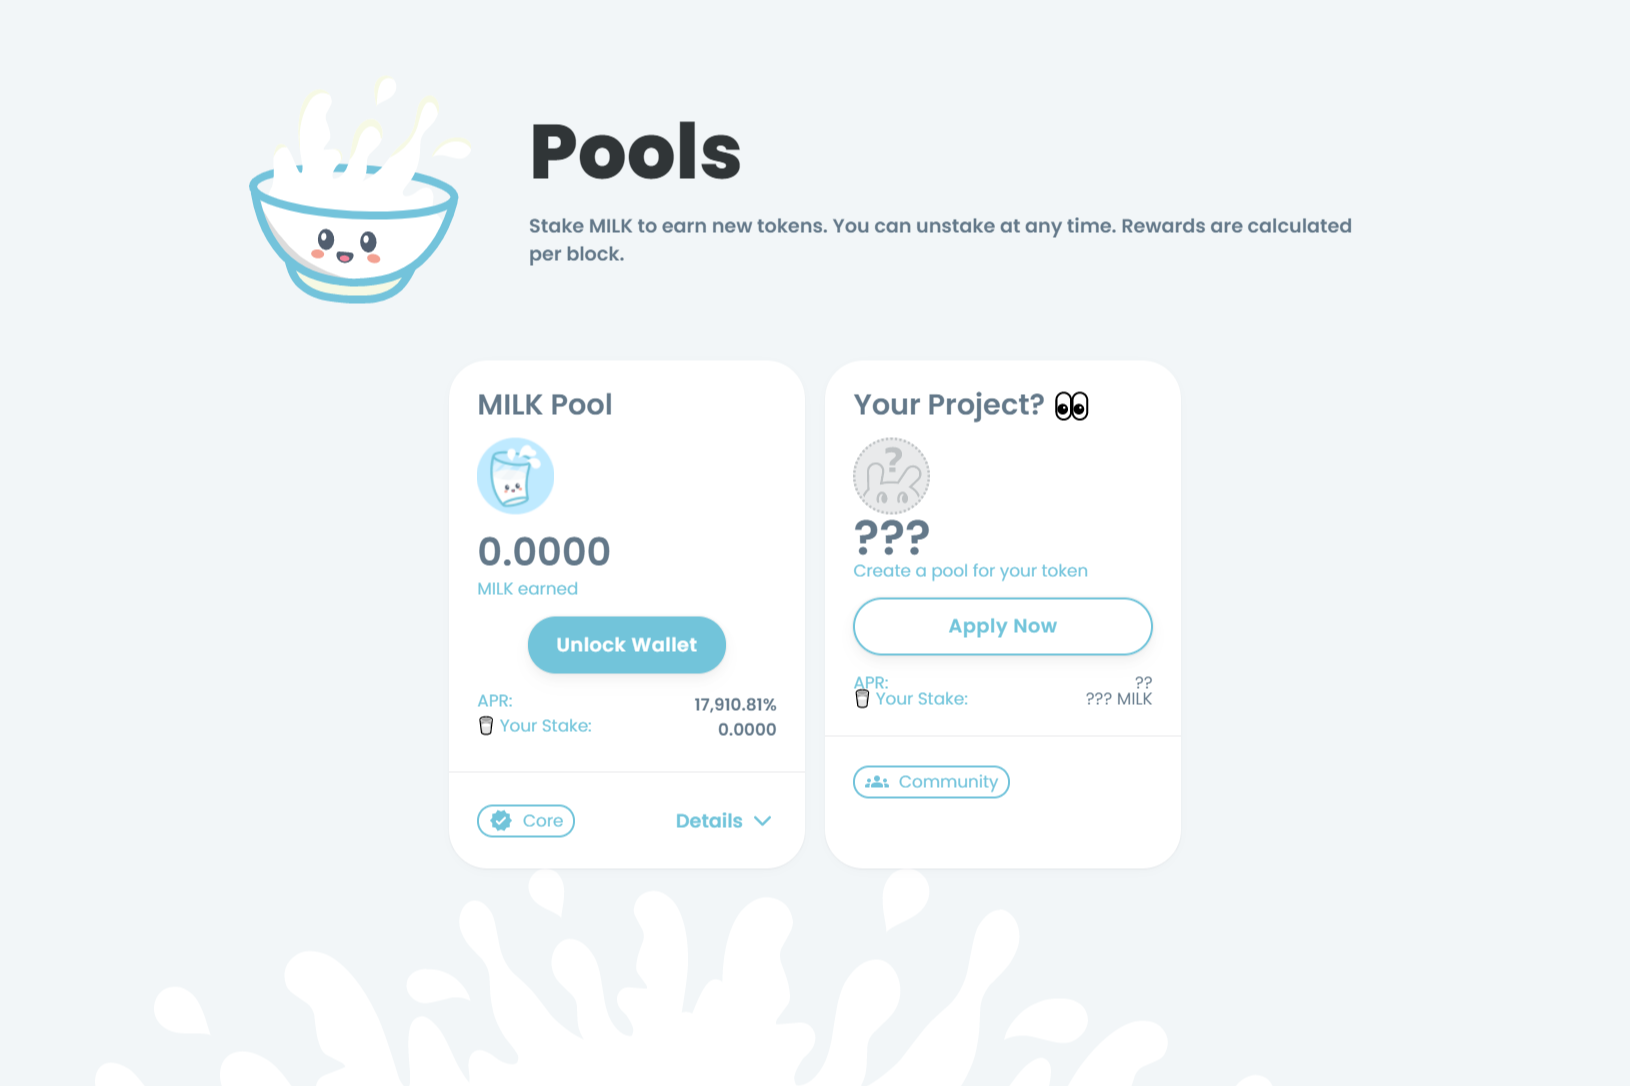 Pools
Stake MILK to earn new tokens. You can unstake at any time. Rewards are calculated
per block.
MILK Pool
0.0000
MILK earned
Unlock Wallet
APR: 17,910.81%
Your Stake: 0.0000
Core Details
Your Project? 👀
?
???
Create a pool for your token
Apply Now
APR: ??
Your Stake: ??? MILK
Community